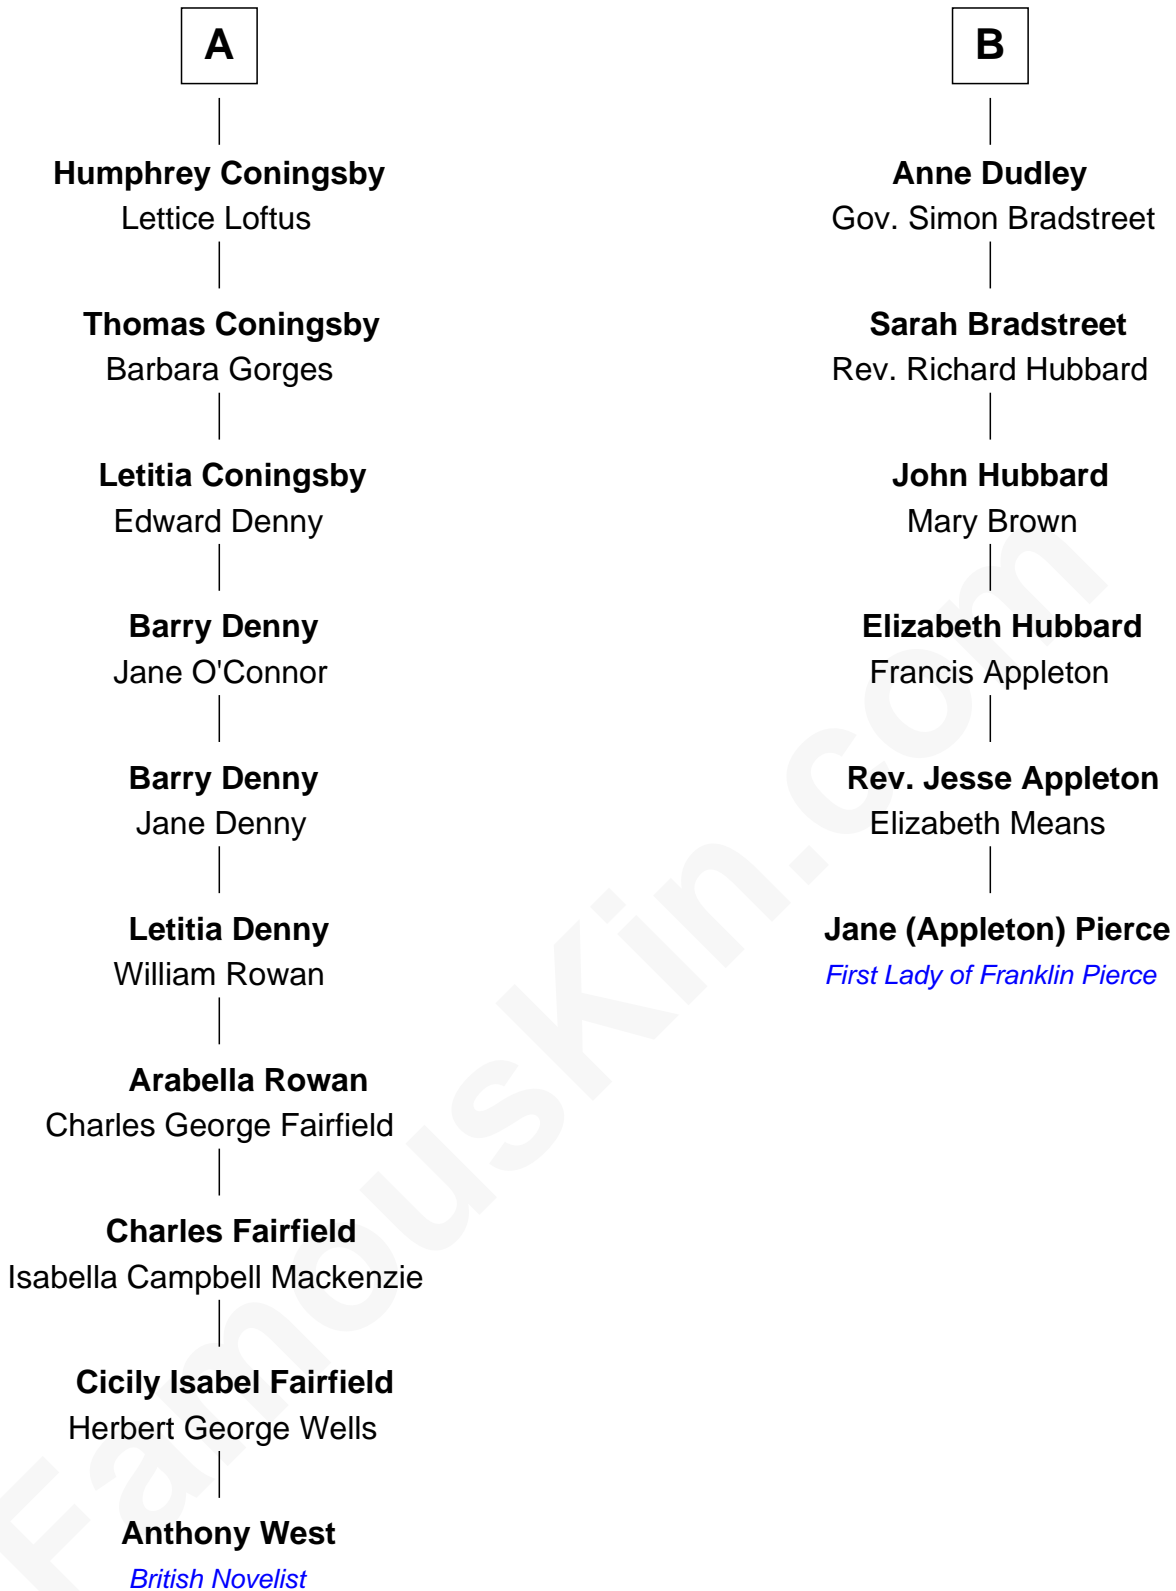 A
Humphrey Coningsby
Lettice Loftus
Thomas Coningsby
Barbara Gorges
Letitia Coningsby
Edward Denny
Barry Denny
Jane O'Connor
Barry Denny
Jane Denny
Letitia Denny
William Rowan
Arabella Rowan
Charles George Fairfield
Charles Fairfield
Isabella Campbell Mackenzie
Cicily Isabel Fairfield
Herbert George Wells
Anthony West
British Novelist
B
Anne Dudley
Gov. Simon Bradstreet
Sarah Bradstreet
Rev. Richard Hubbard
John Hubbard
Mary Brown
Elizabeth Hubbard
Francis Appleton
Rev. Jesse Appleton
Elizabeth Means
Jane (Appleton) Pierce
First Lady of Franklin Pierce
FamousKin.com